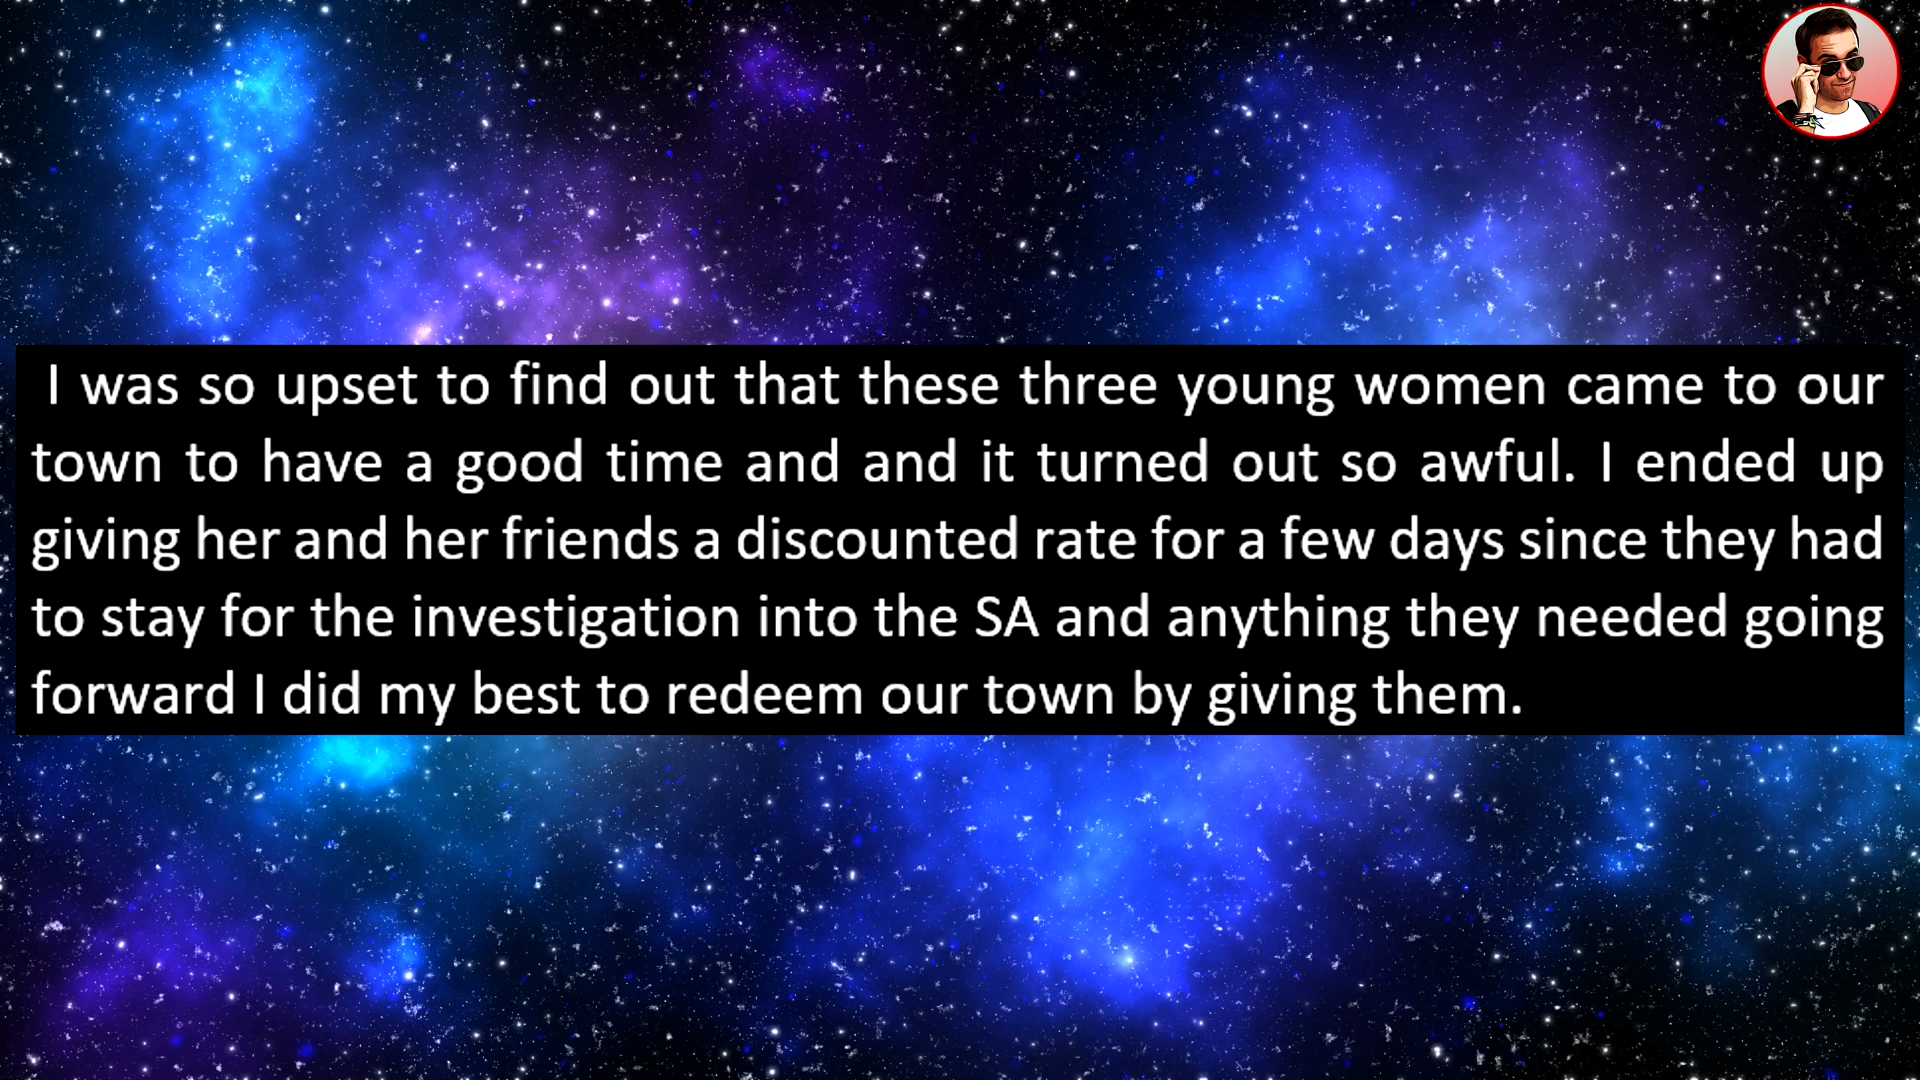 I was so upset to find out that these three young women came to our
town to have a good time and and it turned out so awful. I ended up
giving her and her friends a discounted rate for a few days since they had
to stay for the investigation into the SA and anything they needed going
forward I did my best to redeem our town by giving them.